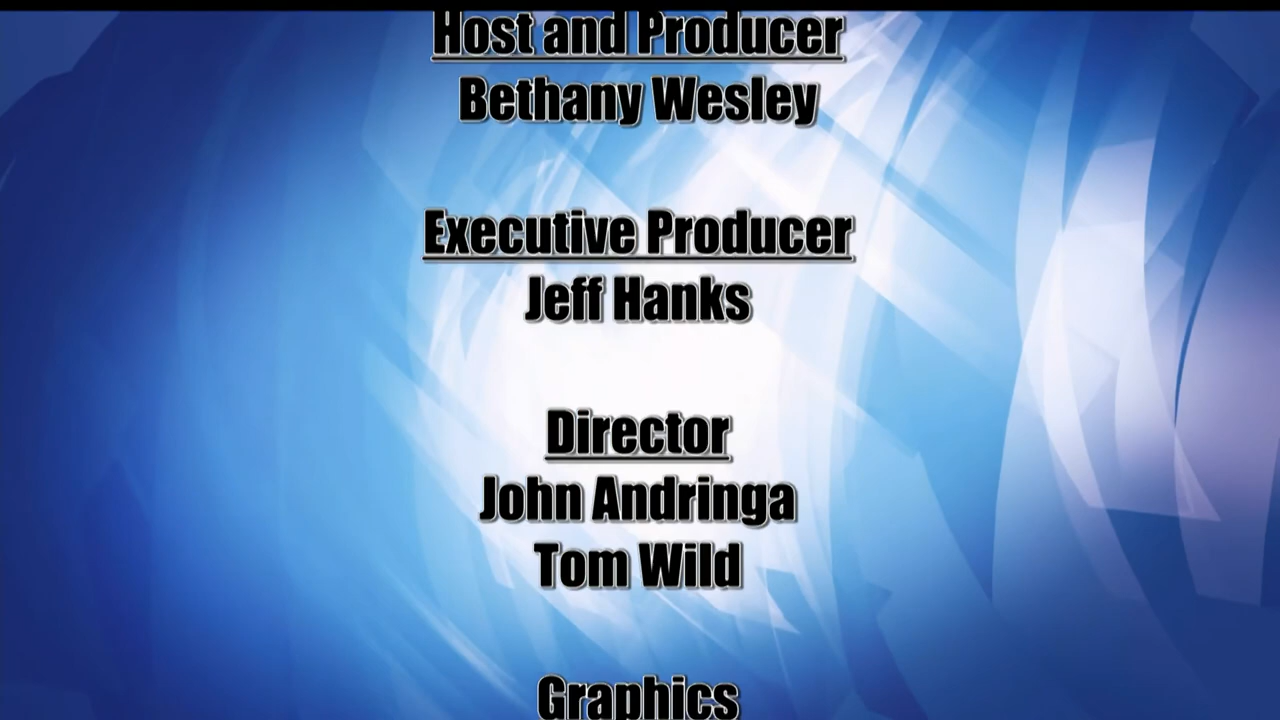 Host and Producer
Bethany Wesley
Executive Producer
Jeff Hanks
Director
John Andringa
Tom Wild
Graphics